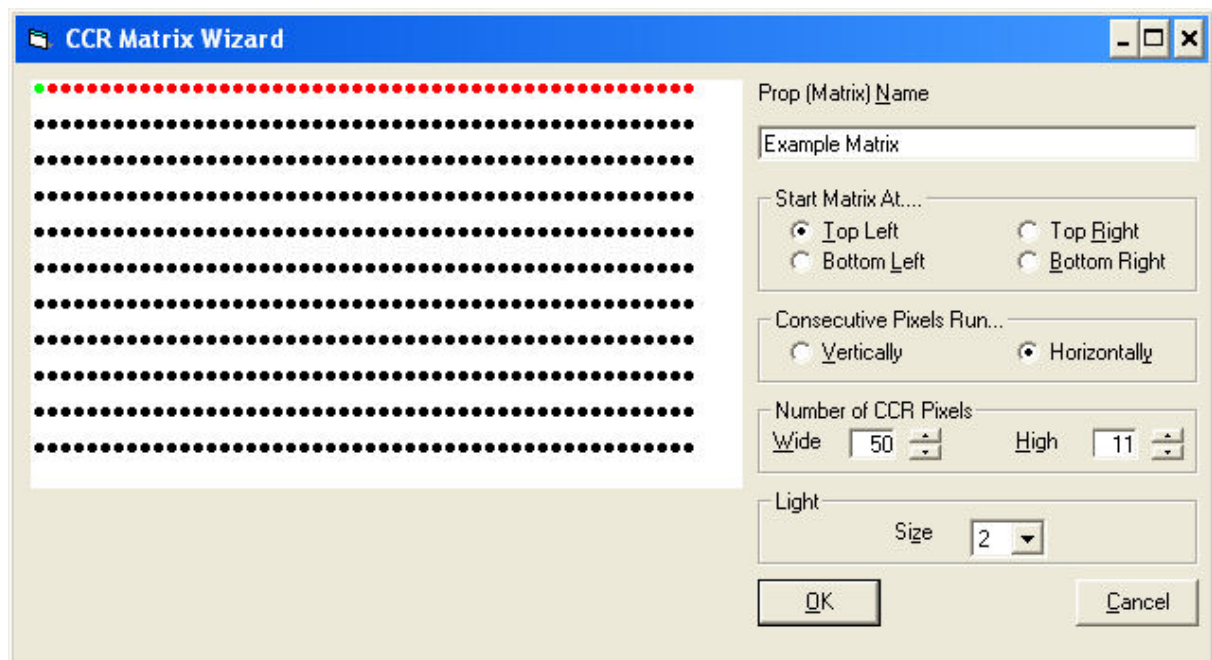 CCR Matrix Wizard
Prop (Matrix) Name
Example Matrix
Start Matrix At....
Top Left Top Right
Bottom Left Bottom Right
Consecutive Pixels Run...
Vertically Horizontally
Number of CCR Pixels
Wide 50 High 11
Light
Size 2
OK Cancel